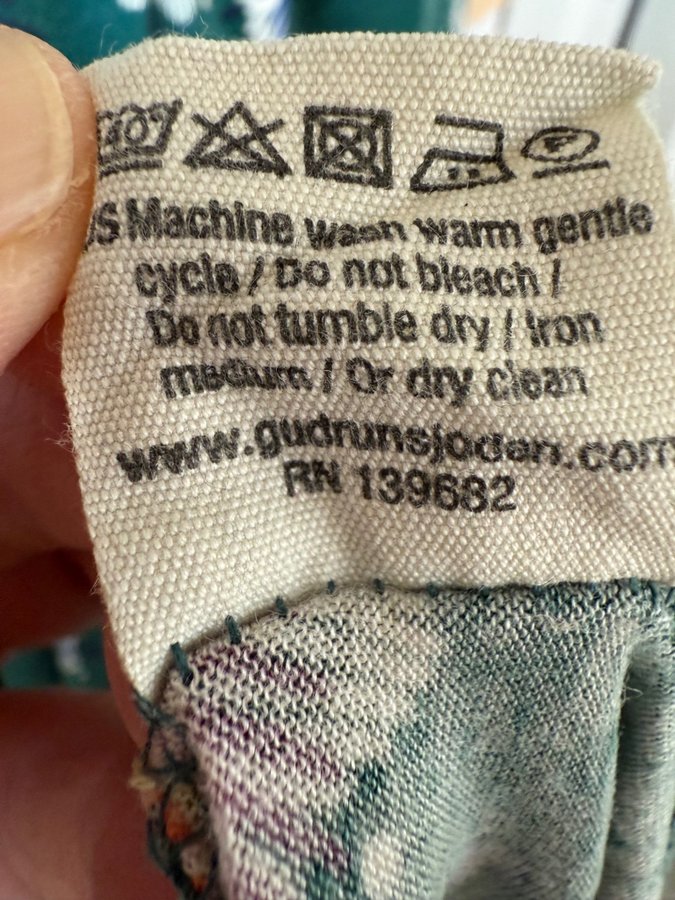 40 F
US Machine wash warm gentle
cycle / Do not bleach /
Do not tumble dry / Iron
medium / Or dry clean
www.gudrunsjoden.com
RN 139682